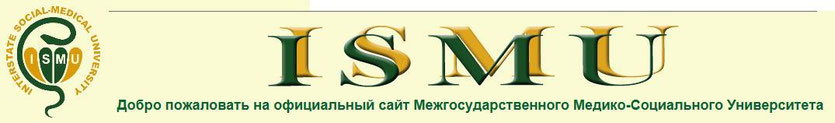 INTERSTATE SOCIAL-MEDICAL UNIVERSITY
ISMU
ISMU
Добро пожаловать на официальный сайт Межгосударственного Медико-Социального Университета